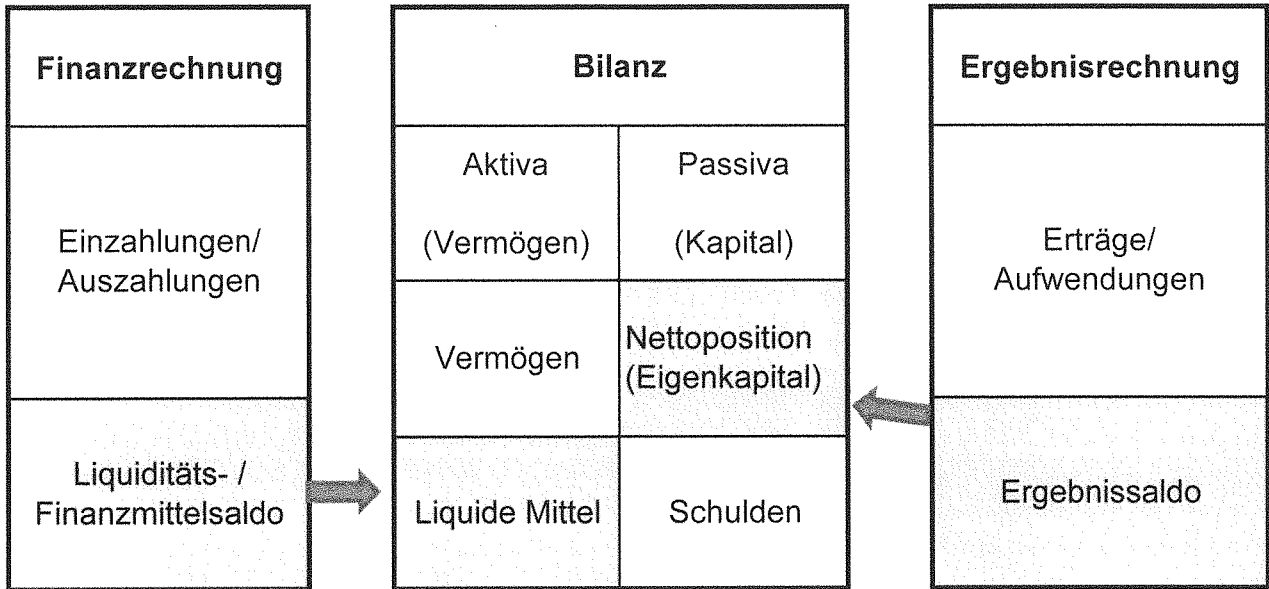 Finanzrechnung
Einzahlungen/
Auszahlungen
Liquiditäts- /
Finanzmittelsaldo
Bilanz
Aktiva
(Vermögen)
Passiva
(Kapital)
Vermögen
Nettoposition
(Eigenkapital)
Liquide Mittel
Schulden
Ergebnisrechnung
Erträge/
Aufwendungen
Ergebnissaldo